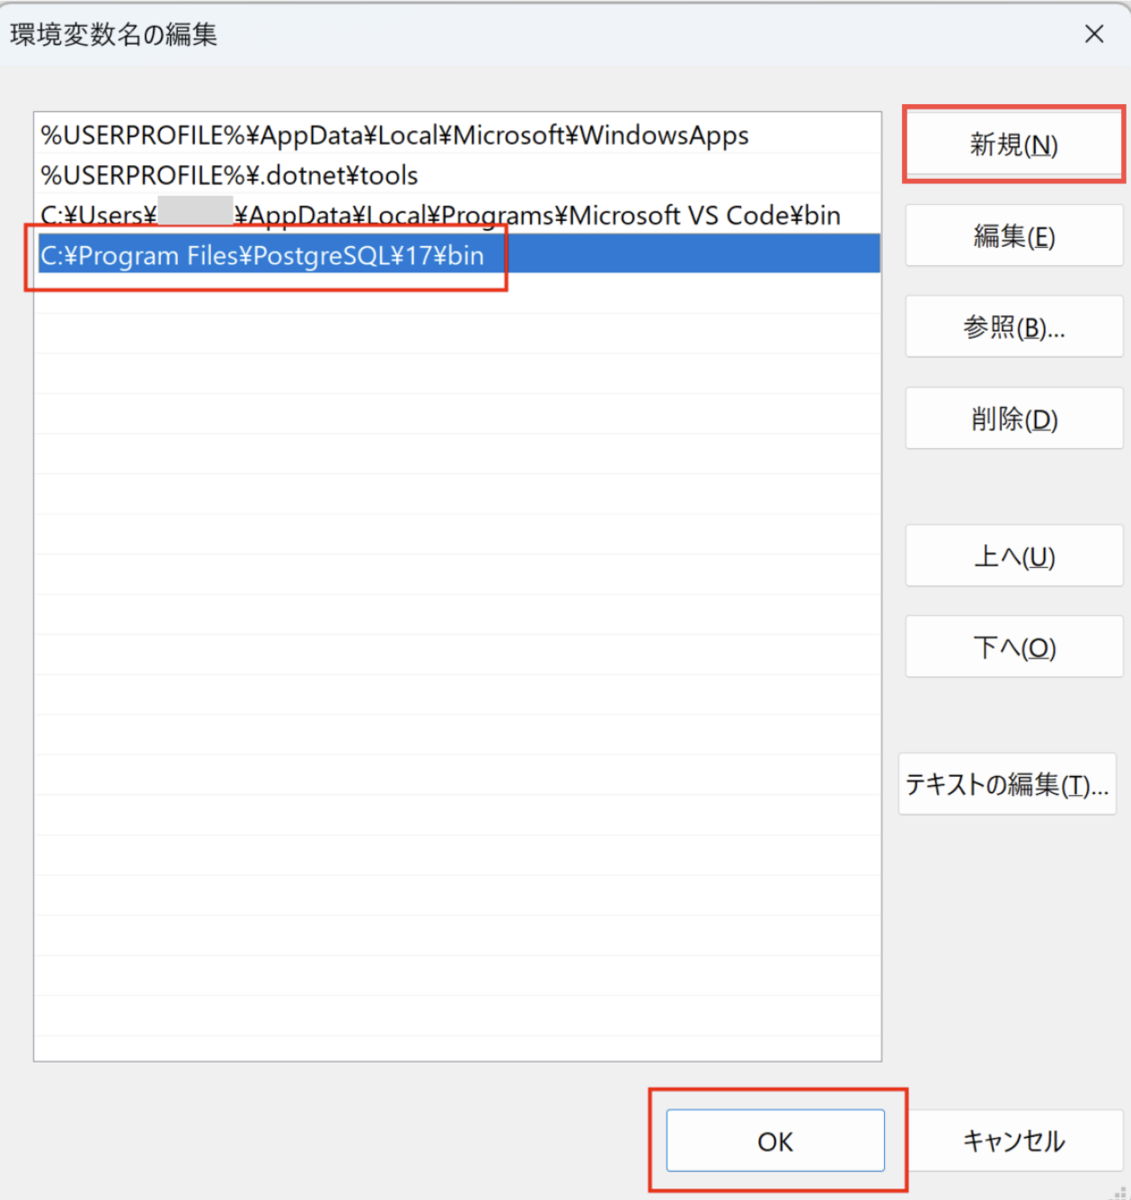 環境変数名の編集
%USERPROFILE%¥AppData¥Local¥Microsoft¥WindowsApps
%USERPROFILE%¥.dotnet¥tools
C:¥Users¥ ¥AppData¥Local¥Programs¥Microsoft VS Code¥bin
C:¥Program Files¥PostgreSQL¥17¥bin
新規(N)
編集(E)
参照(B)...
削除(D)
上へ(U)
下へ(O)
テキストの編集(T)...
OK
キャンセル